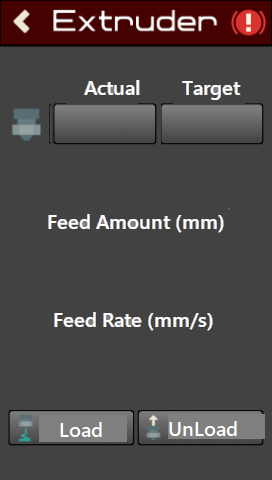 Extruder
Actual Target
Feed Amount (mm)
Feed Rate (mm/s)
Load UnLoad